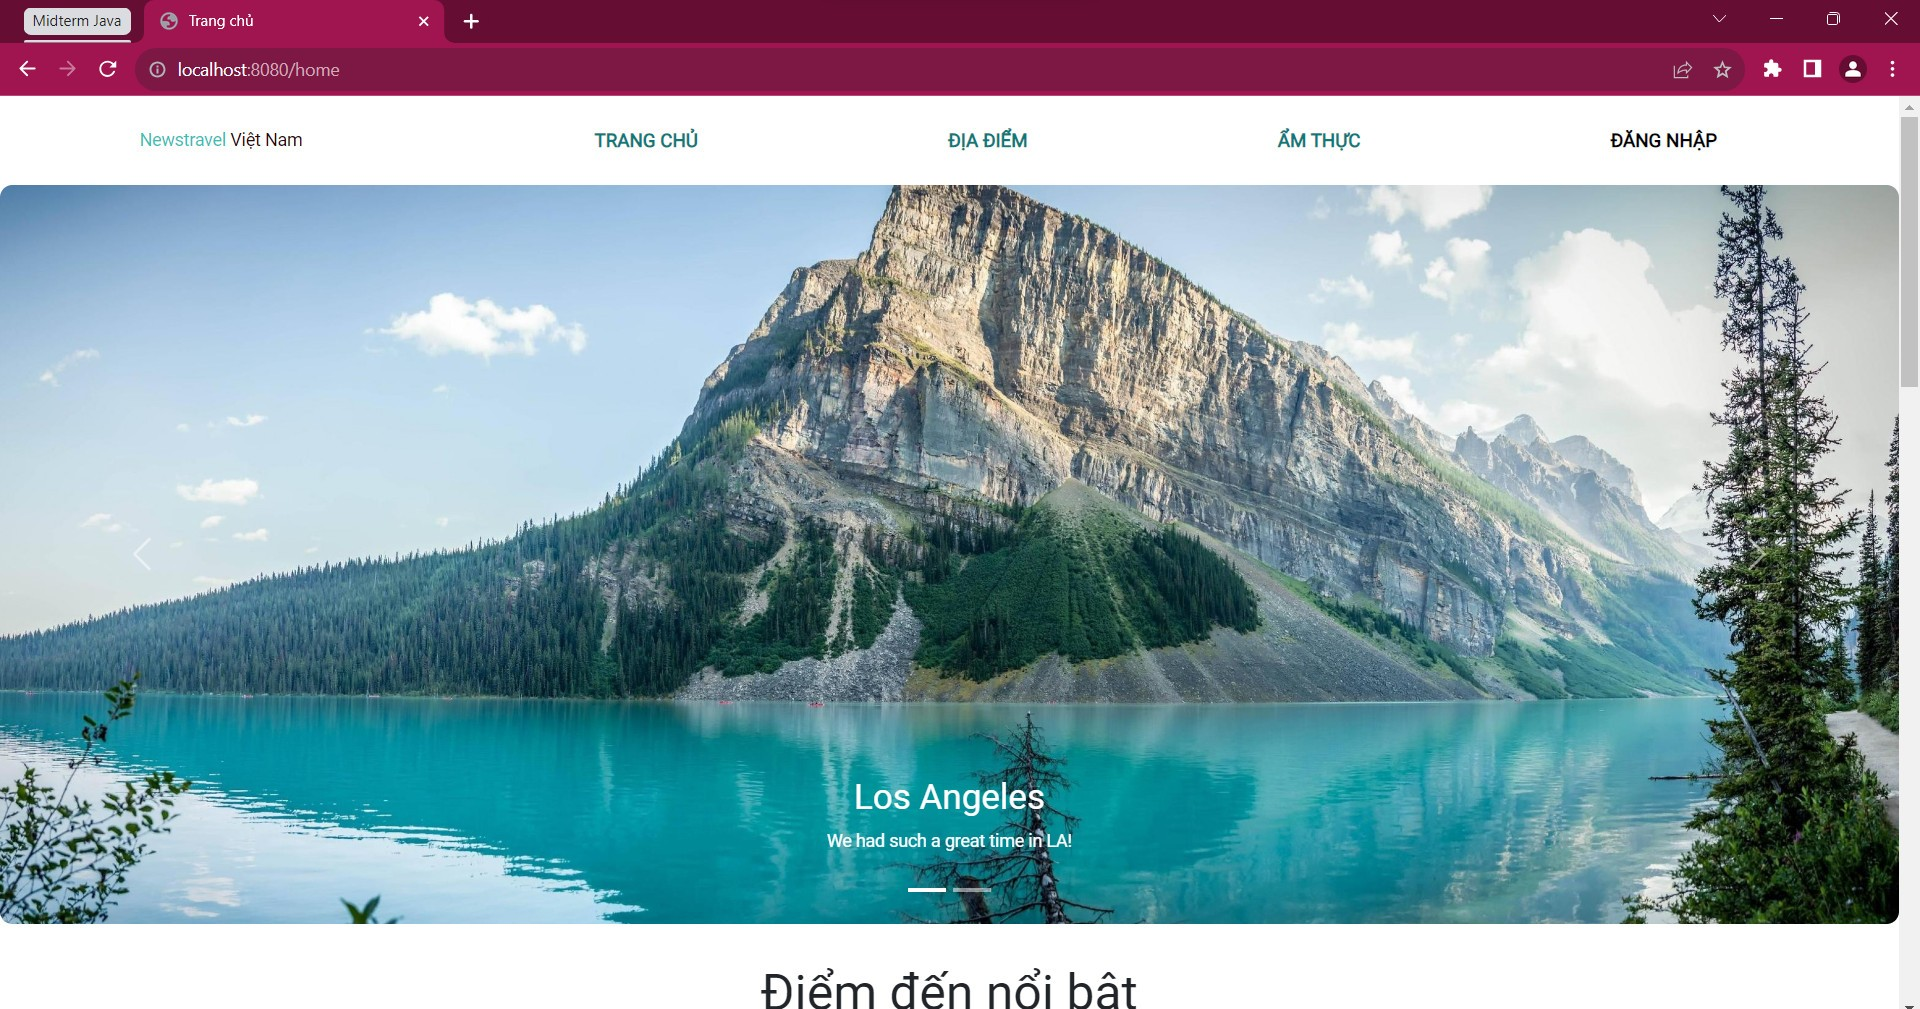 Midterm Java
Trang chủ
localhost:8080/home
Newstravel Việt Nam
TRANG CHỦ
ĐỊA ĐIỂM
ẨM THỰC
ĐĂNG NHẬP
Los Angeles
We had such a great time in LA!
Điểm đến nổi bật